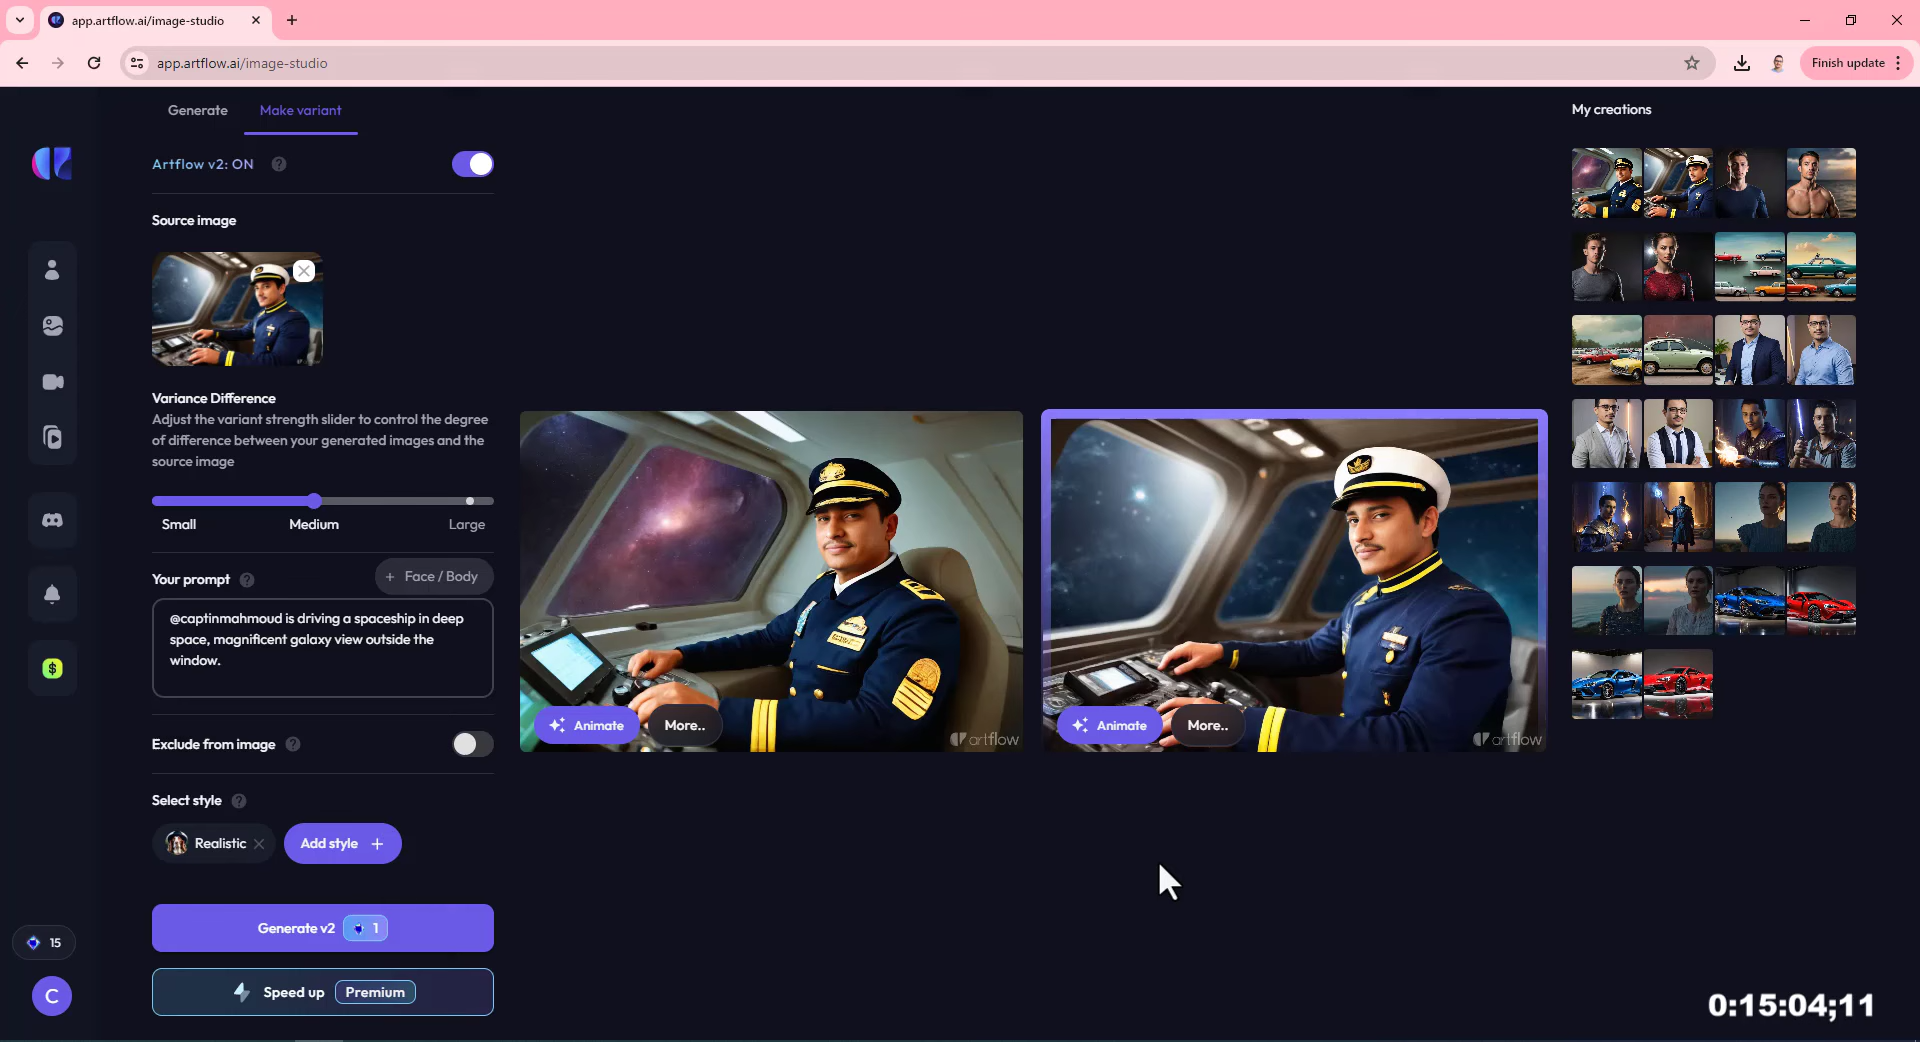 app.artflow.ai/image-studio
app.artflow.ai/image-studio
Finish update
Generate
Make variant
My creations
Artflow v2: ON
Source image
Variance Difference
Adjust the variant strength slider to control the degree
of difference between your generated images and the
source image
Small
Medium
Large
Your prompt
+ Face / Body
@captinmahmoud is driving a spaceship in deep
space, magnificent galaxy view outside the
window.
Exclude from image
Select style
Realistic
Add style +
Generate v2 1
Speed up Premium
15
C
Animate
More..
artflow
Animate
More..
artflow
0:15:04;11